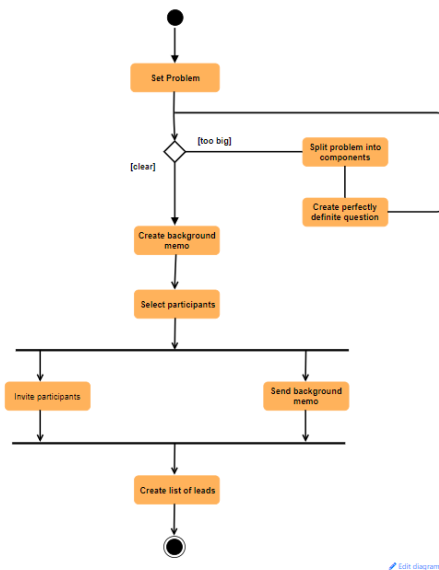 Set Problem
[too big]
Split problem into
components
[clear]
Create perfectly
definite question
Create background
memo
Select participants
Invite participants
Send background
memo
Create list of leads
Edit diagram